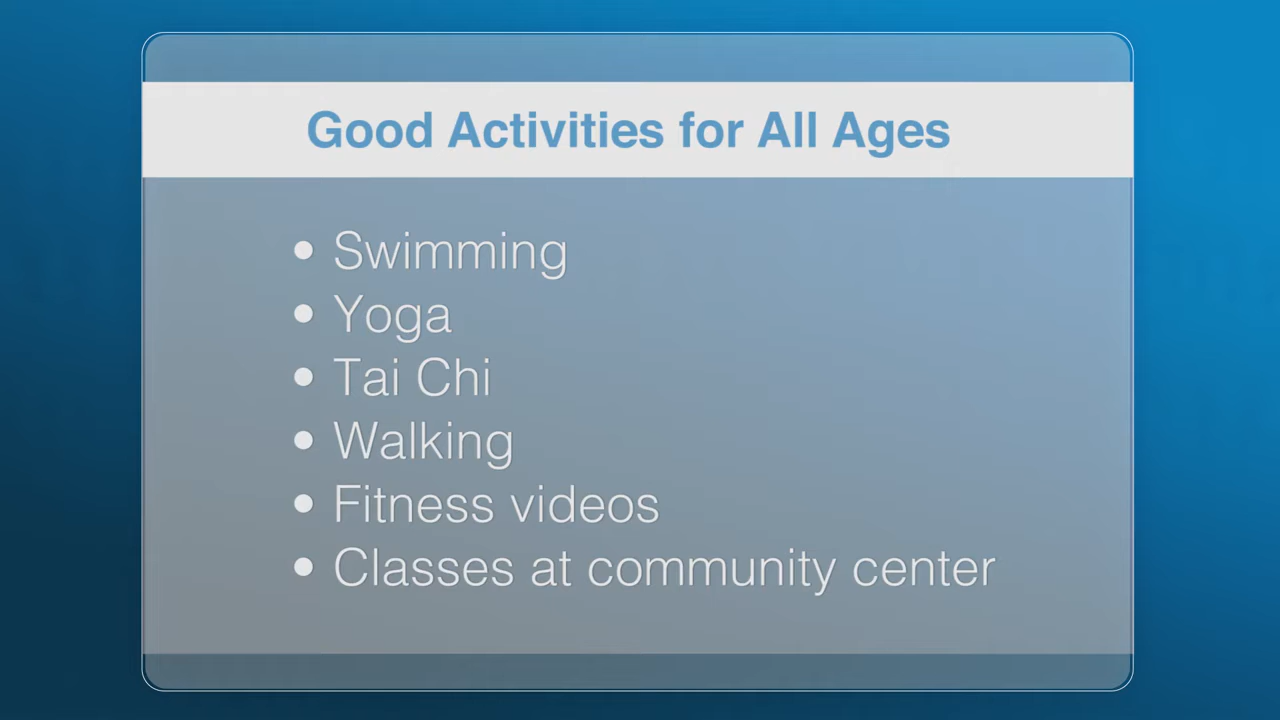 Good Activities for All Ages
• Swimming
• Yoga
• Tai Chi
• Walking
• Fitness videos
• Classes at community center